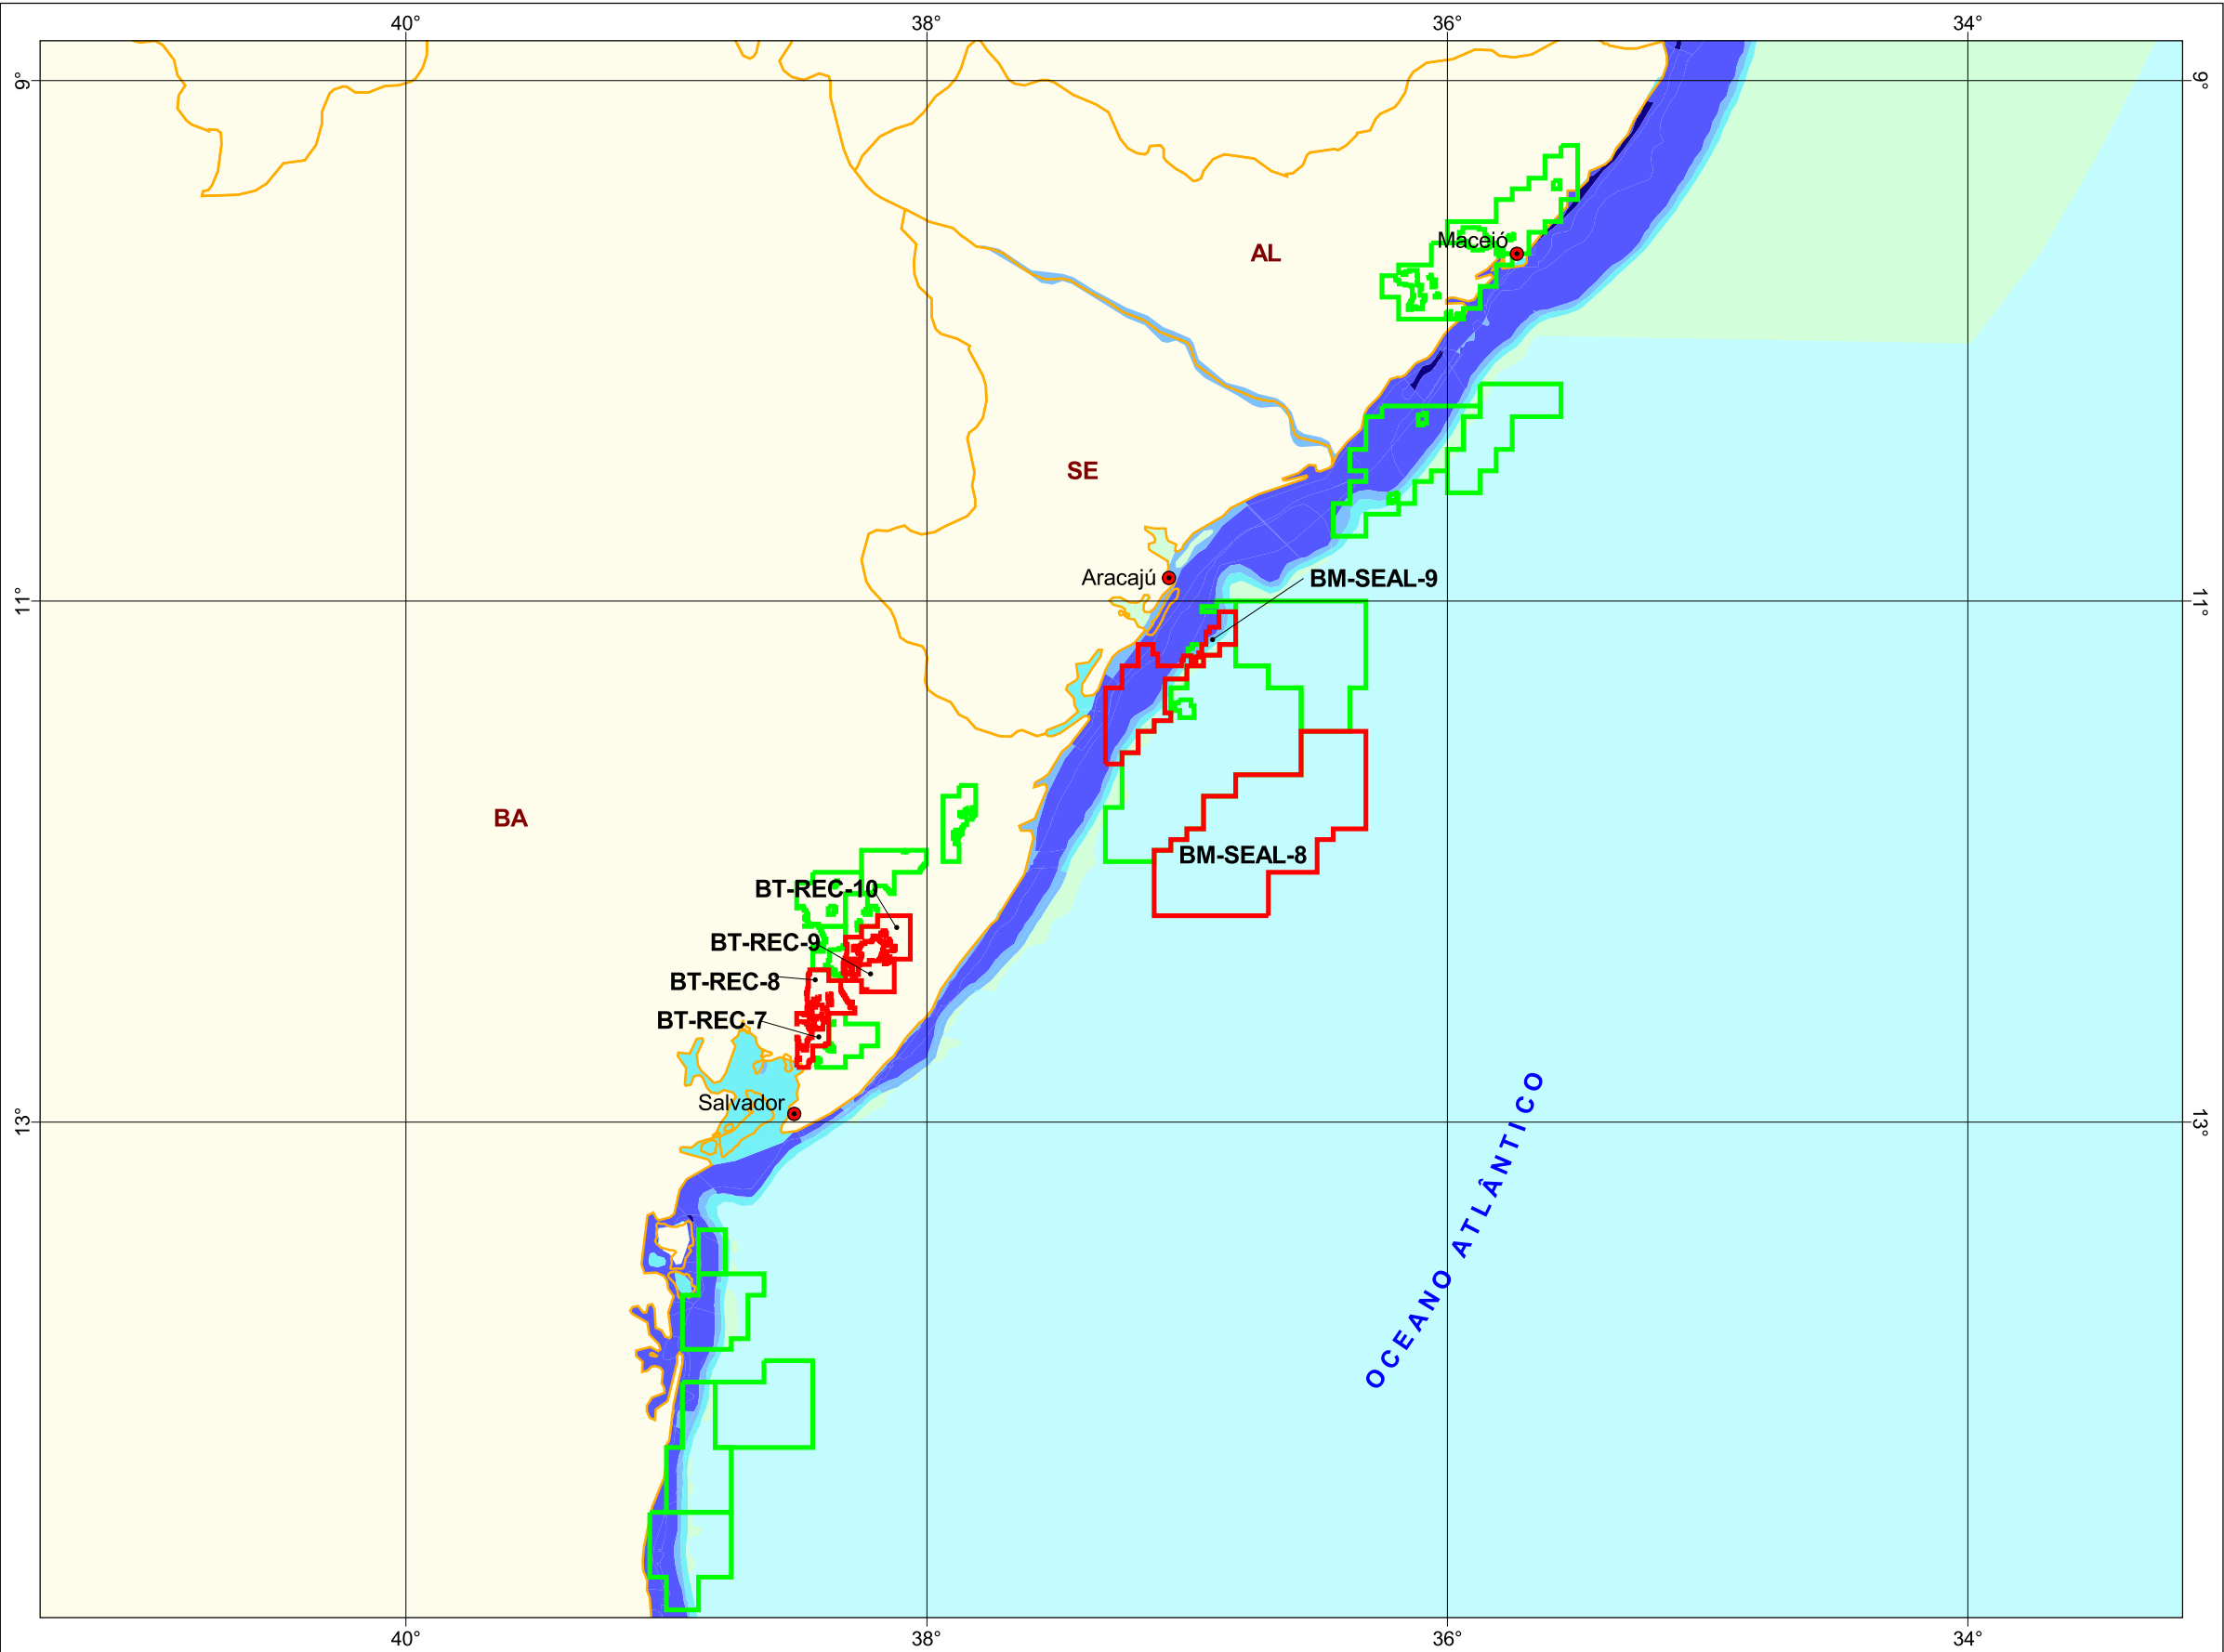 40° 38° 36° 34°
9° 9°
Maceió
AL
SE
Aracajú
BM-SEAL-9
11° 11°
BA
BM-SEAL-8
BT-REC-10
BT-REC-9
BT-REC-8
BT-REC-7
Salvador
13° 13°
OCEANO ATLÂNTICO
40° 38° 36° 34°